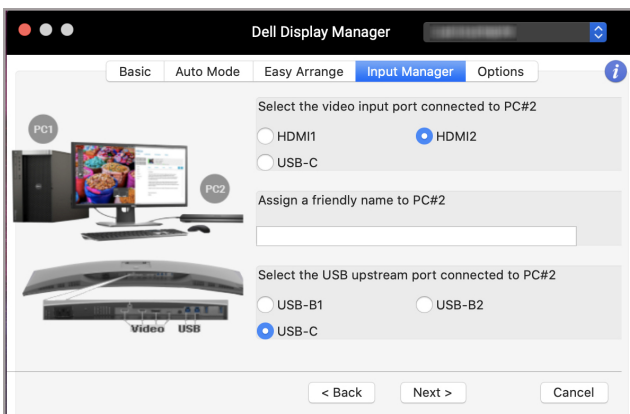 Dell Display Manager
Basic Auto Mode Easy Arrange Input Manager Options i
Select the video input port connected to PC#2
PC1
HDMI1 HDMI2
USB-C
PC2
Assign a friendly name to PC#2
Select the USB upstream port connected to PC#2
USB-B1 USB-B2
Video USB
USB-C
< Back Next > Cancel